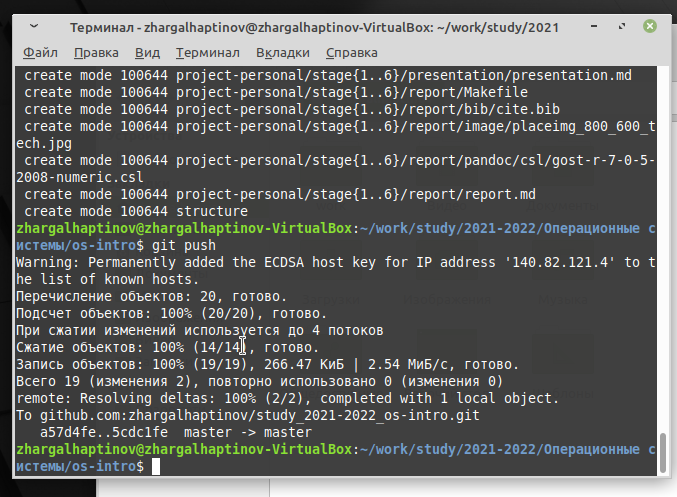 Терминал - zhargalhaptinov@zhargalhaptinov-VirtualBox: ~/work/study/2021
Файл Правка Вид Терминал Вкладки Справка
create mode 100644 project-personal/stage{1..6}/presentation/presentation.md
create mode 100644 project-personal/stage{1..6}/report/Makefile
create mode 100644 project-personal/stage{1..6}/report/bib/cite.bib
create mode 100644 project-personal/stage{1..6}/report/image/placeimg_800_600_t
ech.jpg
create mode 100644 project-personal/stage{1..6}/report/pandoc/csl/gost-r-7-0-5-
2008-numeric.csl
create mode 100644 project-personal/stage{1..6}/report/report.md
create mode 100644 structure
zhargalhaptinov@zhargalhaptinov-VirtualBox:~/work/study/2021-2022/Операционные с
истемы/os-intro$ git push
Warning: Permanently added the ECDSA host key for IP address '140.82.121.4' to t
he list of known hosts.
Перечисление объектов: 20, готово.
Подсчет объектов: 100% (20/20), готово.
При сжатии изменений используется до 4 потоков
Сжатие объектов: 100% (14/14), готово.
Запись объектов: 100% (19/19), 266.47 КиБ | 2.54 МиБ/с, готово.
Всего 19 (изменения 2), повторно использовано 0 (изменения 0)
remote: Resolving deltas: 100% (2/2), completed with 1 local object.
To github.com:zhargalhaptinov/study_2021-2022_os-intro.git
a57d4fe..5cdc1fe master -> master
zhargalhaptinov@zhargalhaptinov-VirtualBox:~/work/study/2021-2022/Операционные с
истемы/os-intro$